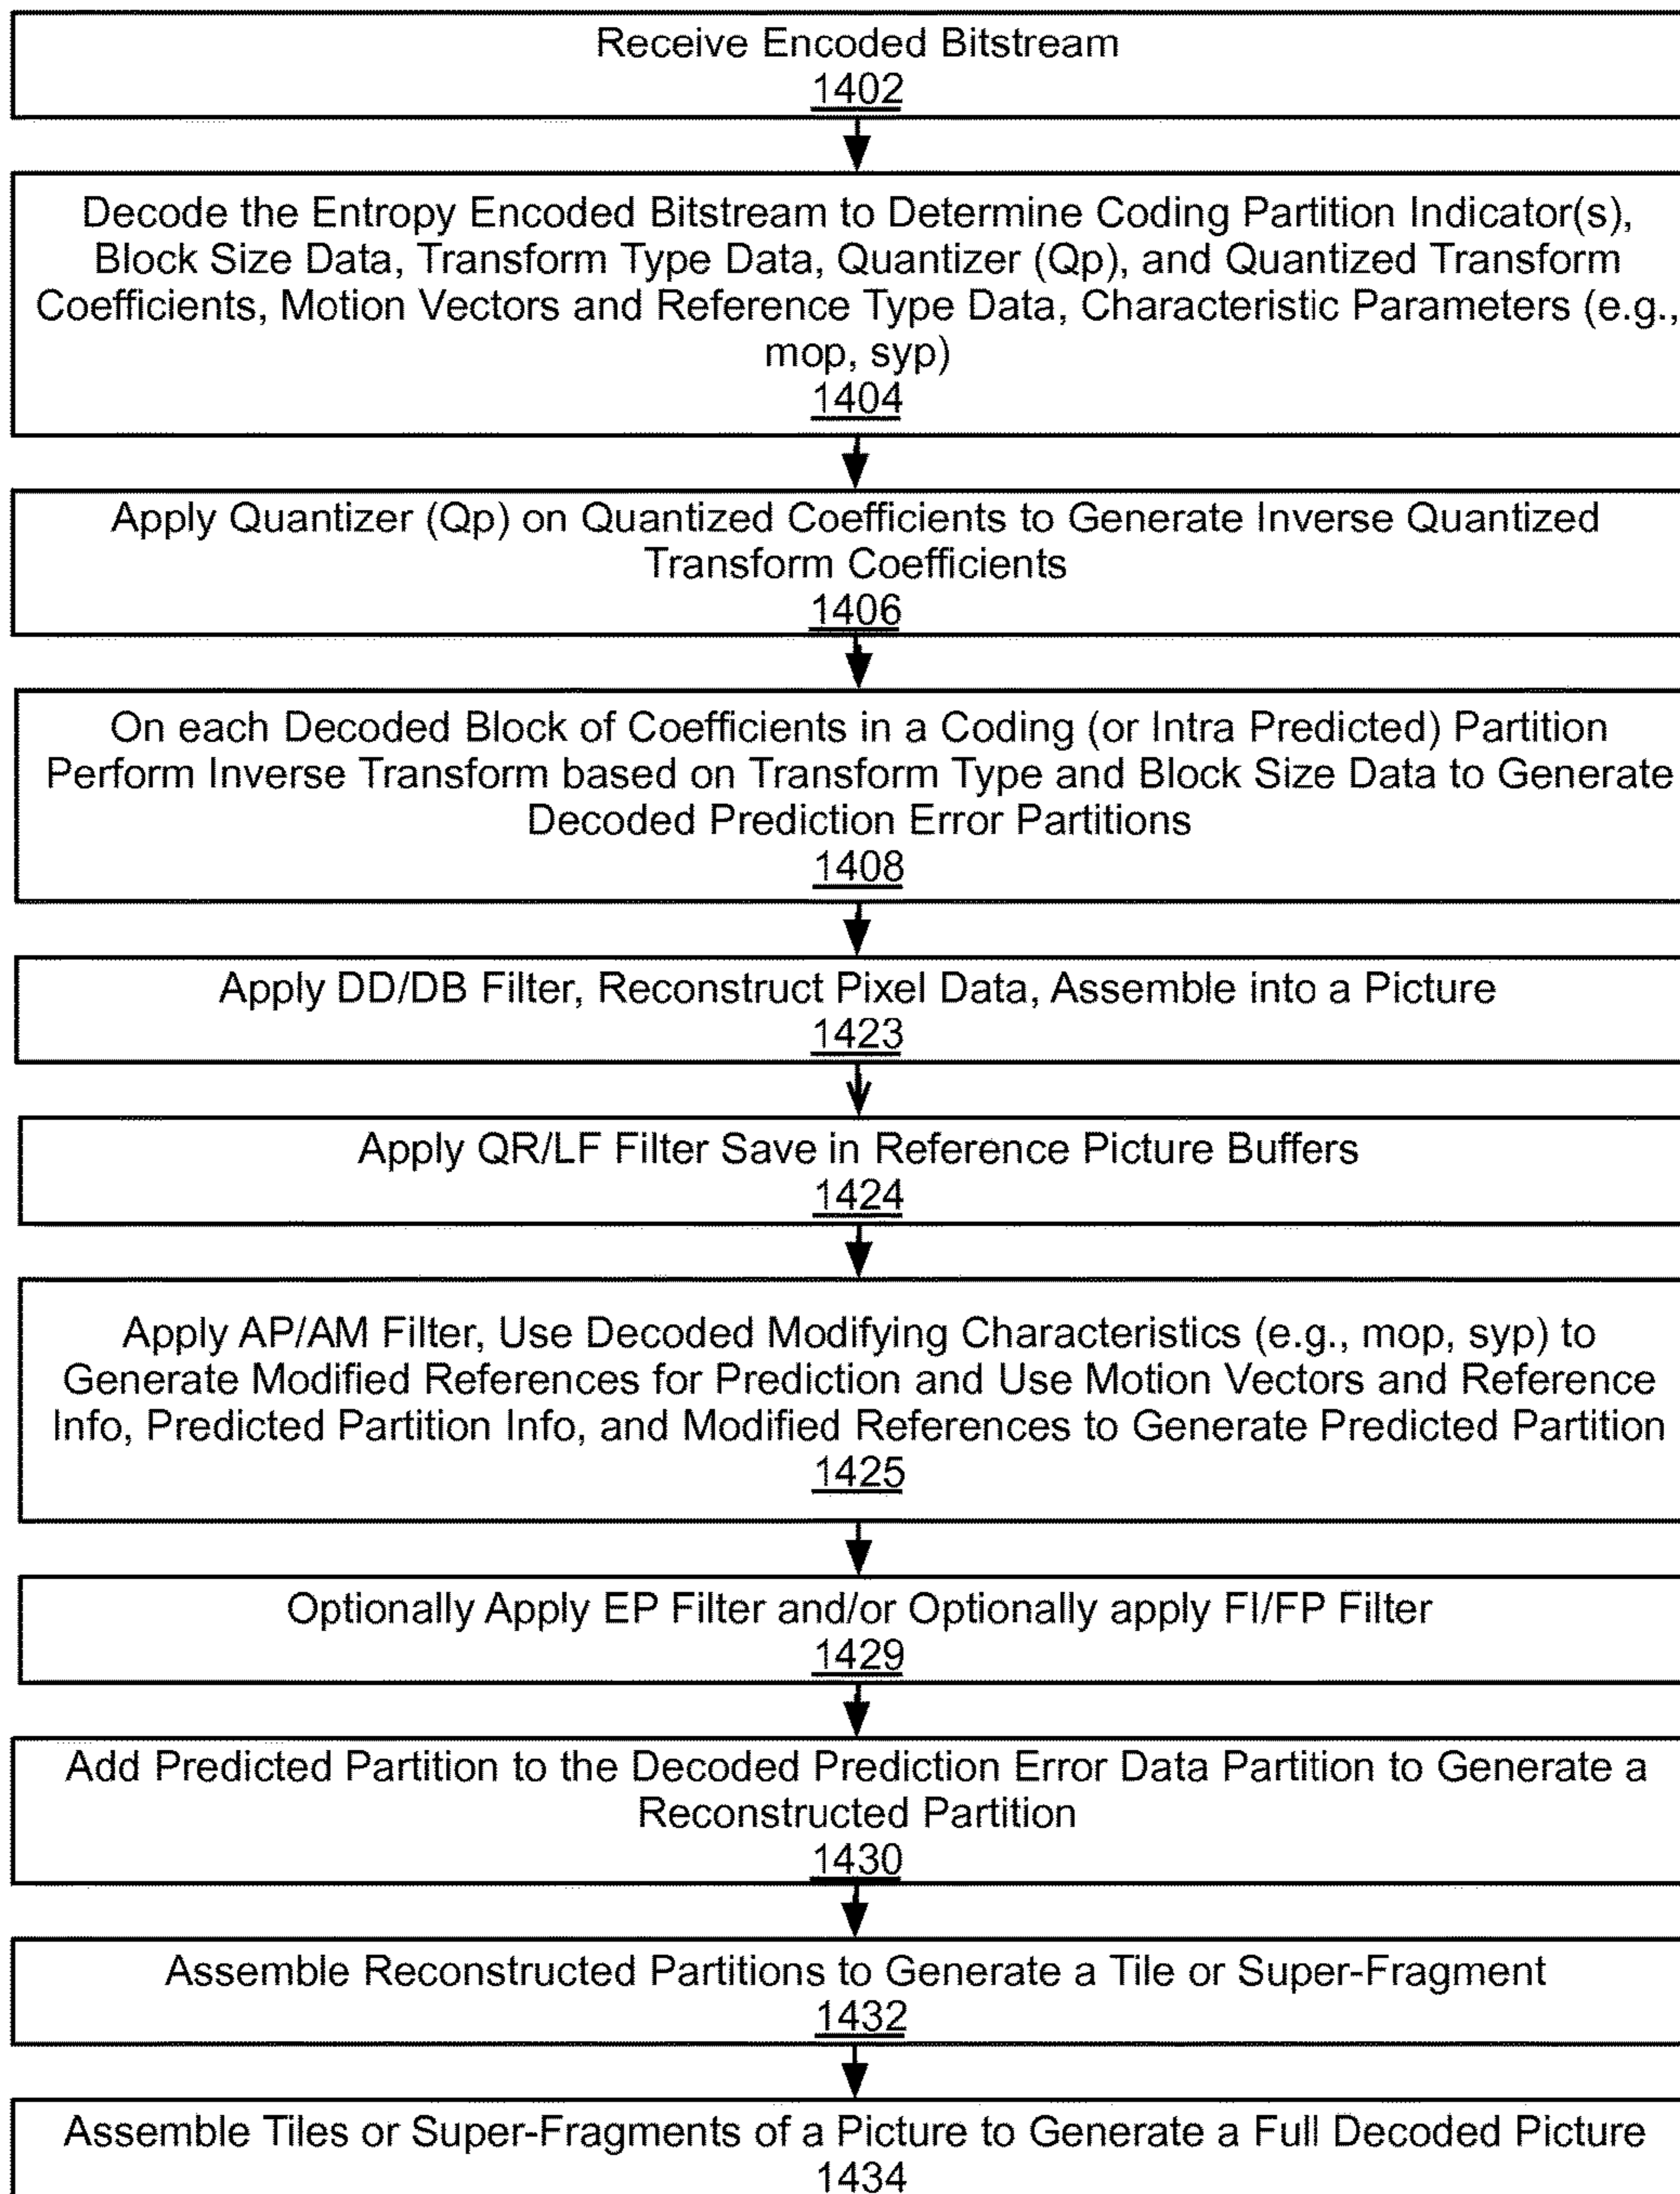 Receive Encoded Bitstream
1402
Decode the Entropy Encoded Bitstream to Determine Coding Partition Indicator(s),
Block Size Data, Transform Type Data, Quantizer (Qp), and Quantized Transform
Coefficients, Motion Vectors and Reference Type Data, Characteristic Parameters (e.g.,
mop, syp)
1404
Apply Quantizer (Qp) on Quantized Coefficients to Generate Inverse Quantized
Transform Coefficients
1406
On each Decoded Block of Coefficients in a Coding (or Intra Predicted) Partition
Perform Inverse Transform based on Transform Type and Block Size Data to Generate
Decoded Prediction Error Partitions
1408
Apply DD/DB Filter, Reconstruct Pixel Data, Assemble into a Picture
1423
Apply QR/LF Filter Save in Reference Picture Buffers
1424
Apply AP/AM Filter, Use Decoded Modifying Characteristics (e.g., mop, syp) to
Generate Modified References for Prediction and Use Motion Vectors and Reference
Info, Predicted Partition Info, and Modified References to Generate Predicted Partition
1425
Optionally Apply EP Filter and/or Optionally apply FI/FP Filter
1429
Add Predicted Partition to the Decoded Prediction Error Data Partition to Generate a
Reconstructed Partition
1430
Assemble Reconstructed Partitions to Generate a Tile or Super-Fragment
1432
Assemble Tiles or Super-Fragments of a Picture to Generate a Full Decoded Picture
1434